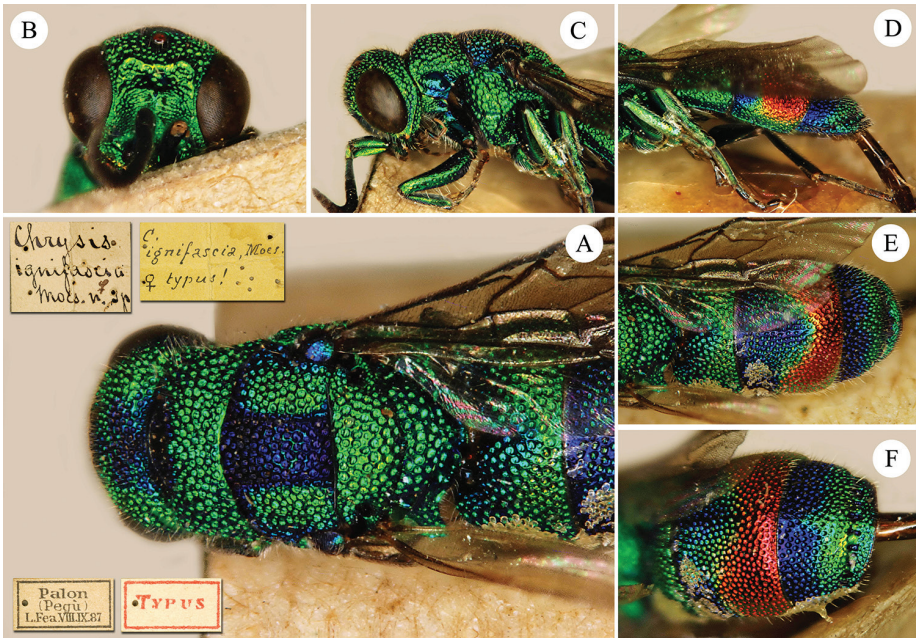 B
C
D
Chrysis
ignifascia
Mocs. n. sp
C.
ignifascia, Mocs.
♀ typus!
A
E
F
Palon
(Pegù)
L.Fea VIII.IX.87
TYPUS